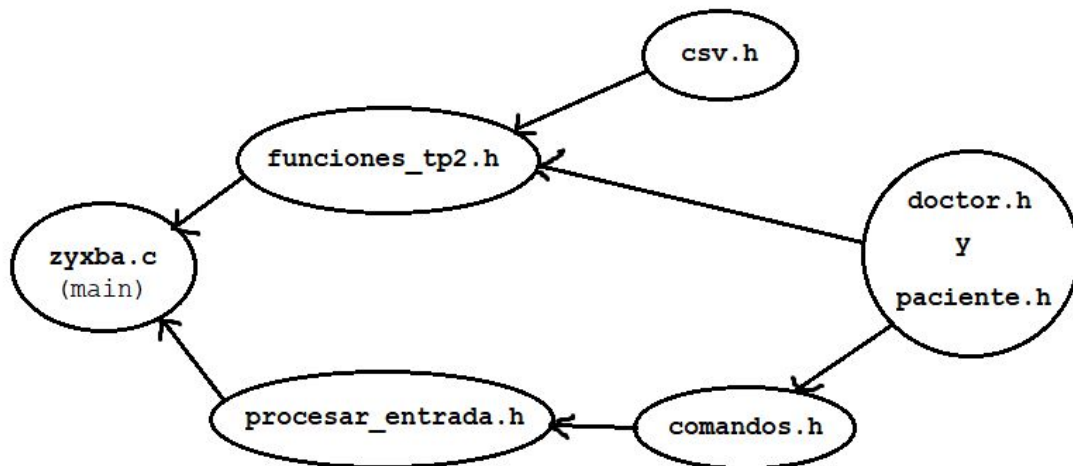 csv.h
funciones_tp2.h
doctor.h
y
paciente.h
zyxba.c
(main)
procesar_entrada.h
comandos.h